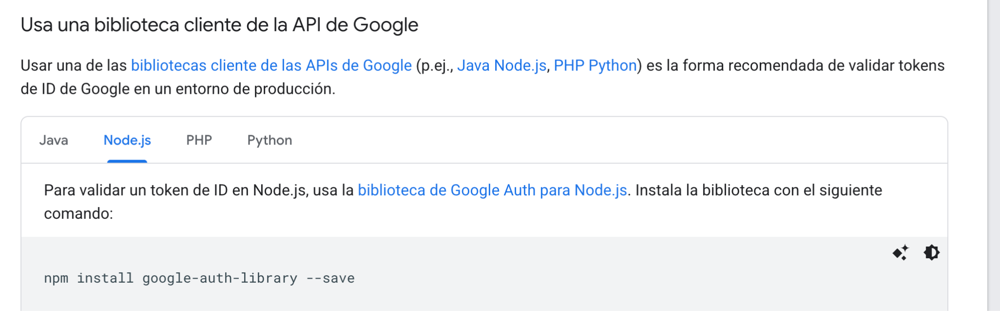 Usa una biblioteca cliente de la API de Google
Usar una de las bibliotecas cliente de las APIs de Google (p.ej., Java Node.js, PHP Python) es la forma recomendada de validar tokens
de ID de Google en un entorno de producción.
Java Node.js PHP Python
Para validar un token de ID en Node.js, usa la biblioteca de Google Auth para Node.js. Instala la biblioteca con el siguiente
comando:
npm install google-auth-library --save